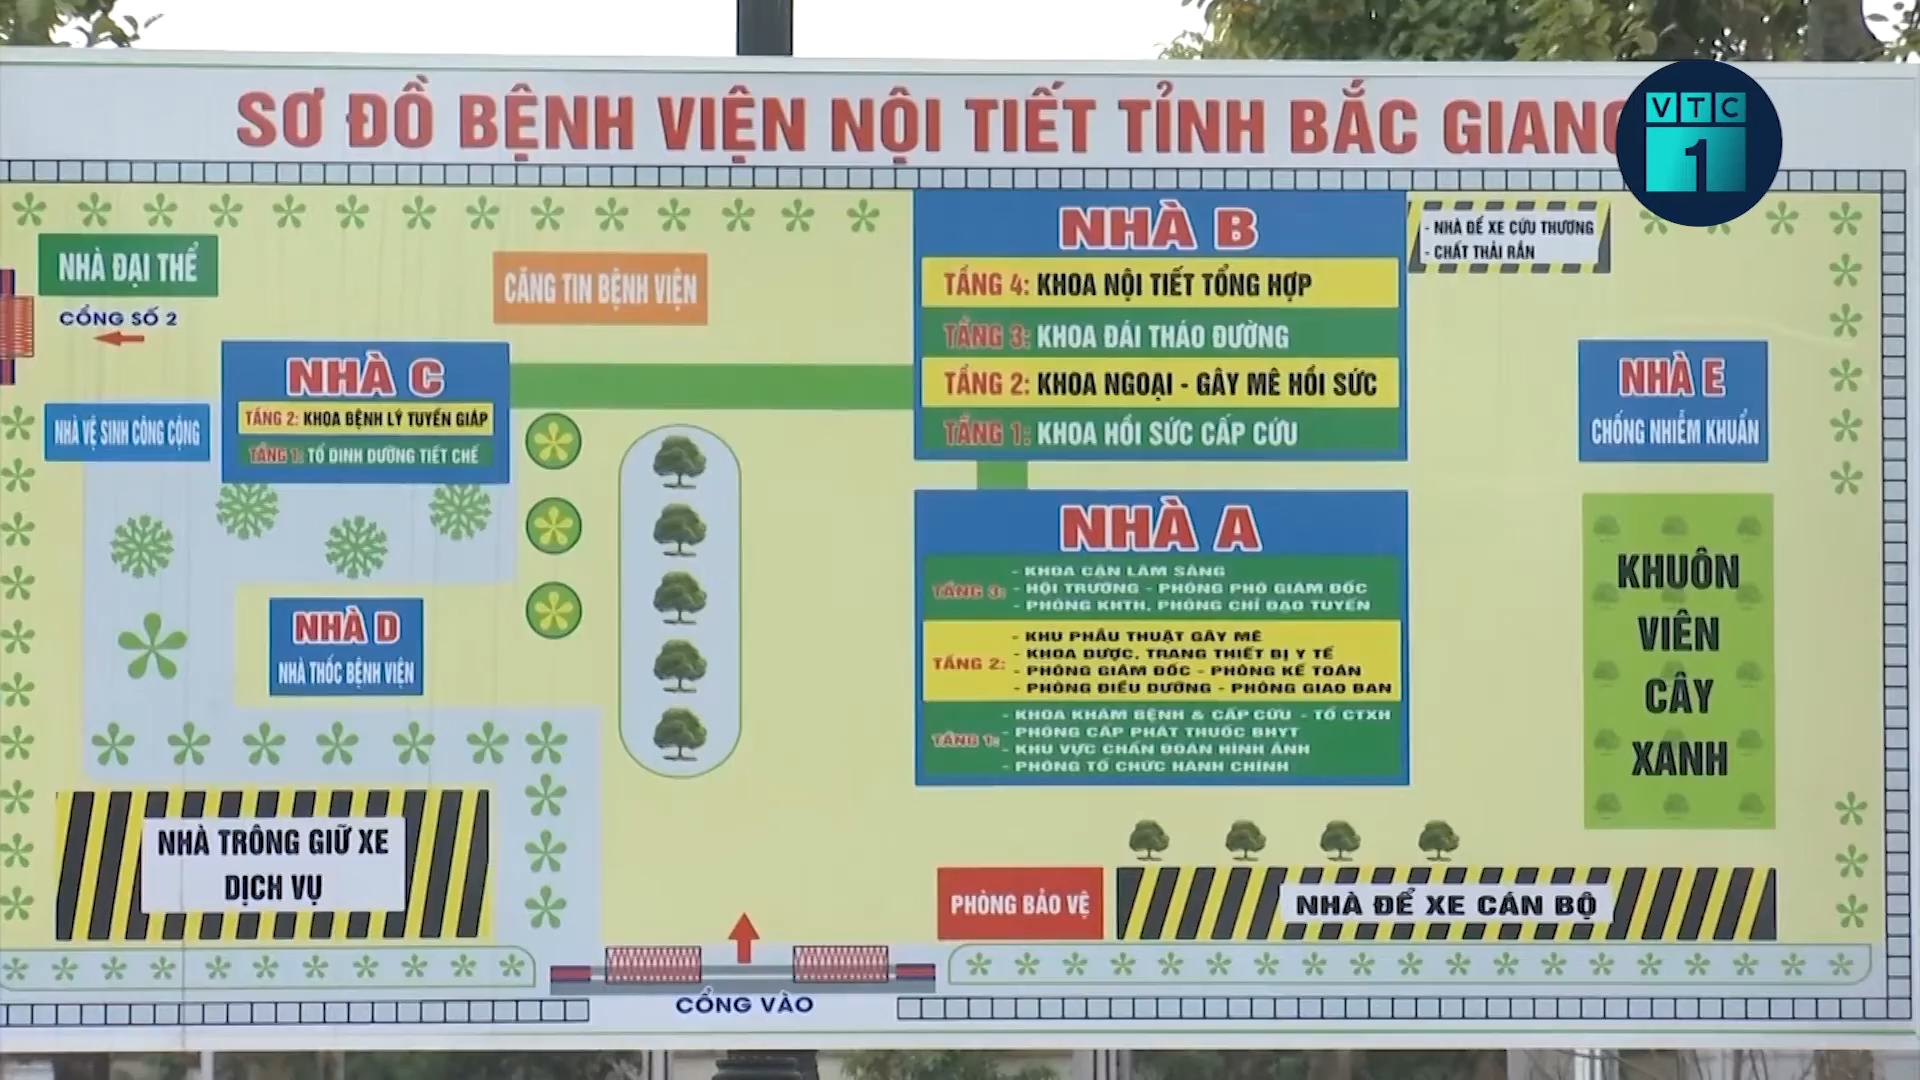 SƠ ĐỒ BỆNH VIỆN NỘI TIẾT TỈNH BẮC GIANG
VTC
1
NHÀ ĐẠI THỂ
CỔNG SỐ 2
CĂNG TIN BỆNH VIỆN
NHÀ B
TẦNG 4: KHOA NỘI TIẾT TỔNG HỢP
TẦNG 3: KHOA ĐÁI THÁO ĐƯỜNG
TẦNG 2: KHOA NGOẠI - GÂY MÊ HỒI SỨC
TẦNG 1: KHOA HỒI SỨC CẤP CỨU
- NHÀ ĐỂ XE CỨU THƯƠNG
- CHẤT THẢI RẮN
NHÀ C
TẦNG 2: KHOA BỆNH LÝ TUYẾN GIÁP
TẦNG 1: TỔ DINH DƯỠNG TIẾT CHẾ
NHÀ VỆ SINH CÔNG CỘNG
NHÀ E
CHỐNG NHIỄM KHUẨN
NHÀ A
TẦNG 3:
- KHOA CẬN LÂM SÀNG
- HỘI TRƯỜNG - PHÒNG PHÓ GIÁM ĐỐC
- PHÒNG KHTH, PHÒNG CHỈ ĐẠO TUYẾN
TẦNG 2:
- KHU PHẪU THUẬT GÂY MÊ
- KHOA DƯỢC, TRANG THIẾT BỊ Y TẾ
- PHÒNG GIÁM ĐỐC - PHÒNG KẾ TOÁN
- PHÒNG ĐIỀU DƯỠNG - PHÒNG GIAO BAN
TẦNG 1:
- KHOA KHÁM BỆNH & CẤP CỨU - TỔ CTXH
- PHÒNG CẤP PHÁT THUỐC BHYT
- KHU VỰC CHẨN ĐOÁN HÌNH ẢNH
- PHÒNG TỔ CHỨC HÀNH CHÍNH
NHÀ D
NHÀ THỐC BỆNH VIỆN
KHUÔN
VIÊN
CÂY
XANH
NHÀ TRÔNG GIỮ XE
DỊCH VỤ
PHÒNG BẢO VỆ
NHÀ ĐỂ XE CÁN BỘ
CỔNG VÀO